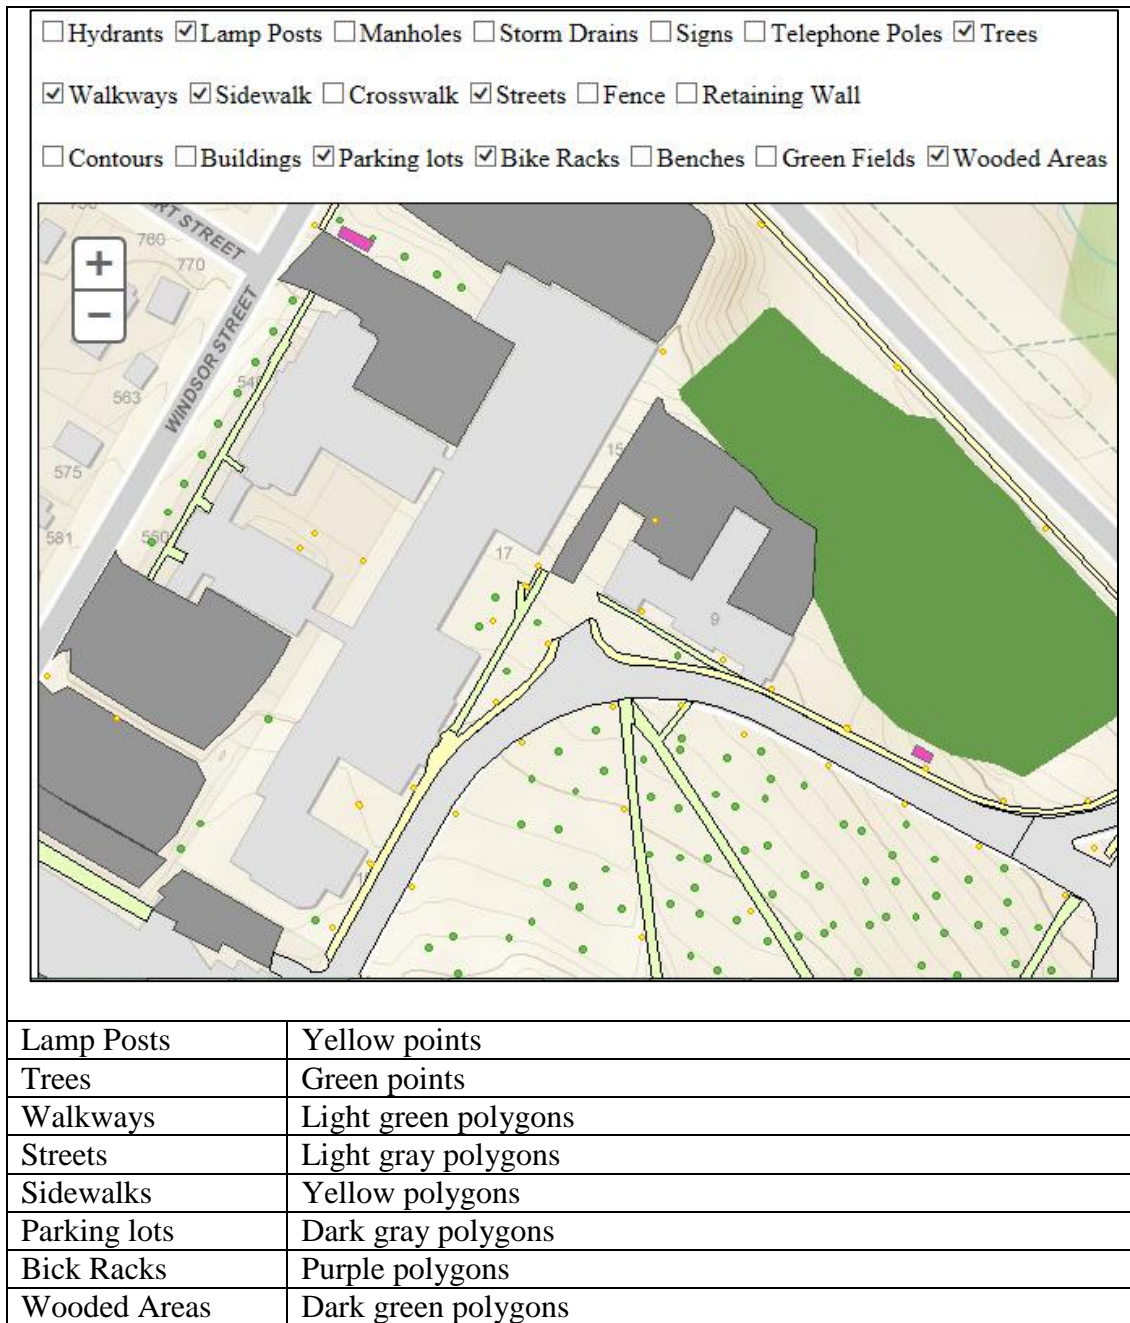 Hydrants Lamp Posts Manholes Storm Drains Signs Telephone Poles Trees
Walkways Sidewalk Crosswalk Streets Fence Retaining Wall
Contours Buildings Parking lots Bike Racks Benches Green Fields Wooded Areas
RT STREET
760
770
+
−
WINDSOR STREET
563
575
581
550
15
17
9
Lamp Posts Yellow points
Trees Green points
Walkways Light green polygons
Streets Light gray polygons
Sidewalks Yellow polygons
Parking lots Dark gray polygons
Bick Racks Purple polygons
Wooded Areas Dark green polygons